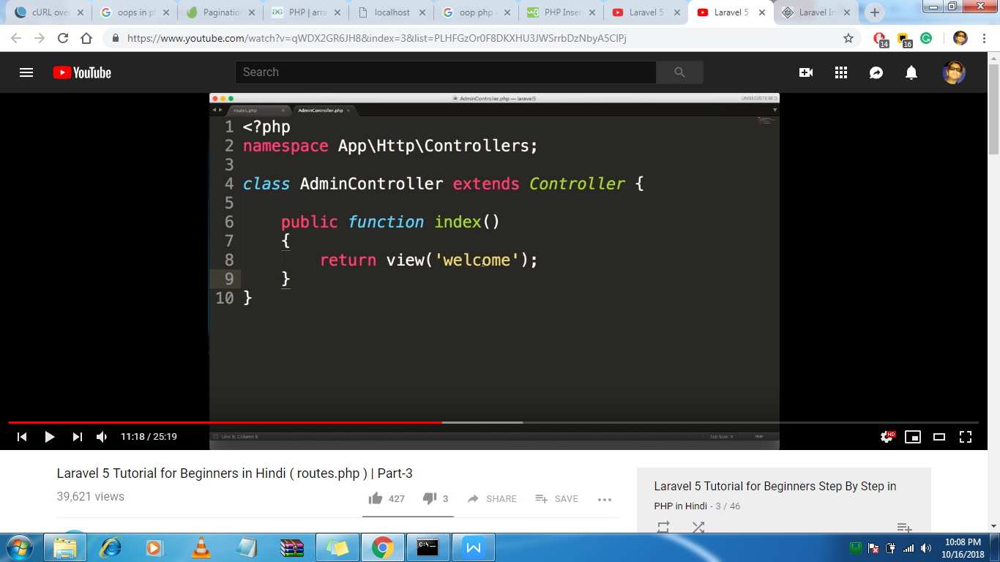 cURL over
oops in p
Paginatio
PHP | arra
localhost
oop php
PHP Inser
Laravel 5
Laravel 5
Laravel In
https://www.youtube.com/watch?v=qWDX2GR6JH8&index=3&list=PLHFGzOr0F8DKXHU3JWSrrbDzNbyA5CIPj
14
16
YouTube
Search
AdminController.php — laravel5
UNREGISTERED
routes.php
AdminController.php
1 <?php
2 namespace App\Http\Controllers;
3
4 class AdminController extends Controller {
5
6 public function index()
7 {
8 return view('welcome');
9 }
10 }
Line 9, Column 6
Tab Size: 4
PHP
11:18 / 25:19
HD
Laravel 5 Tutorial for Beginners in Hindi ( routes.php ) | Part-3
39,621 views
427
3
SHARE
SAVE
Laravel 5 Tutorial for Beginners Step By Step in
PHP in Hindi - 3 / 46
10:08 PM
10/16/2018